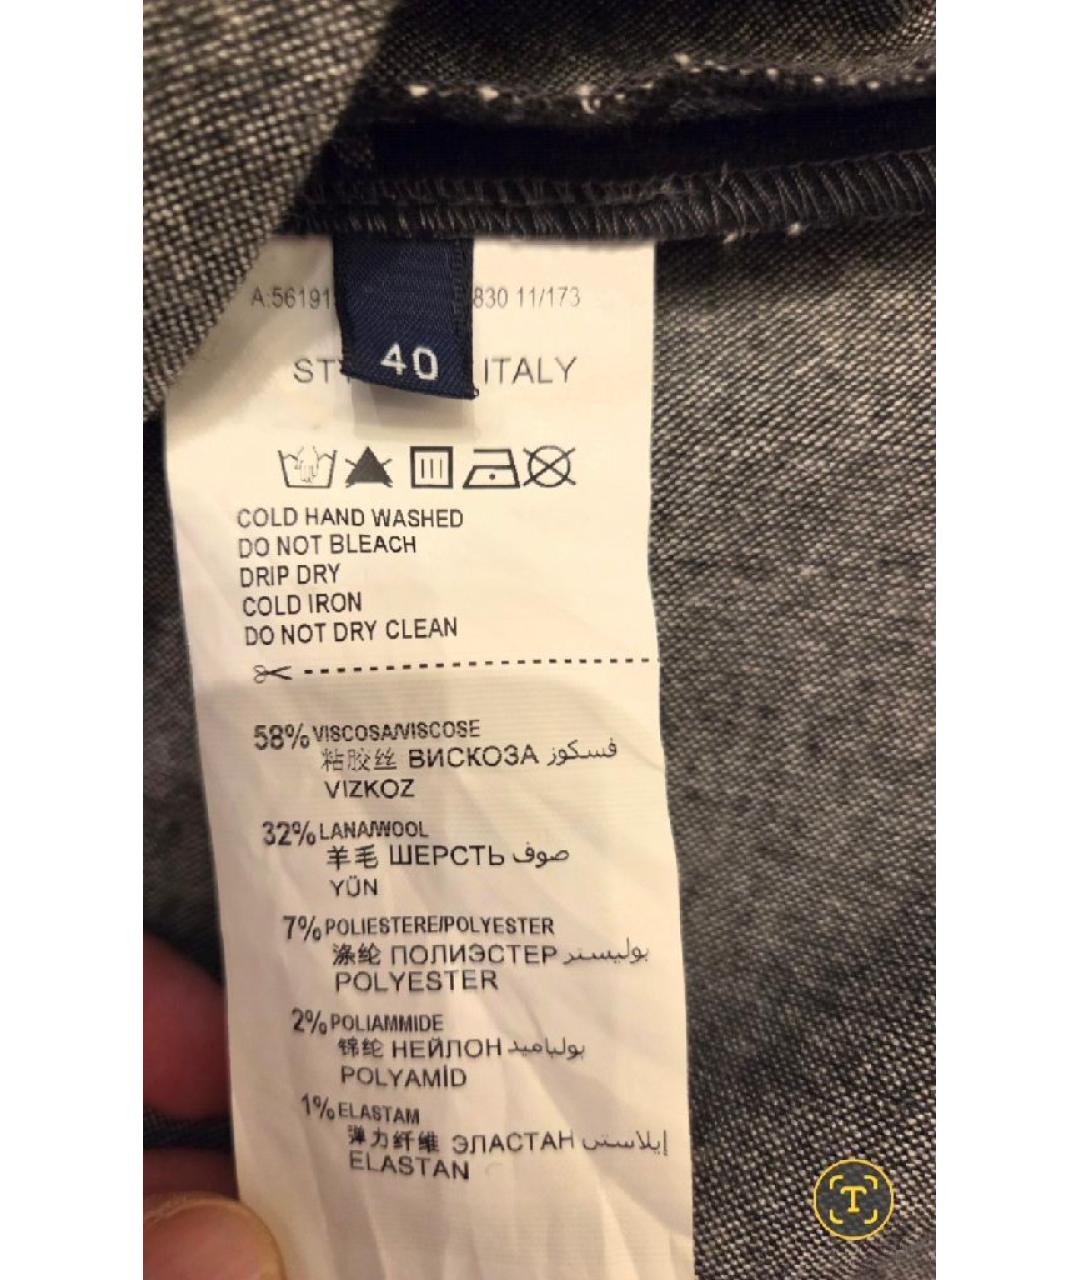 A:56191
830 11/173
40
ITALY
COLD HAND WASHED
DO NOT BLEACH
DRIP DRY
COLD IRON
DO NOT DRY CLEAN
58% VISCOSA/VISCOSE
粘胶丝 ВИСКОЗА فسكوز
VIZKOZ
32% LANA/WOOL
羊毛 ШЕРСТЬ صوف
YÜN
7% POLIESTERE/POLYESTER
涤纶 ПОЛИЭСТЕР بوليستر
POLYESTER
2% POLIAMMIDE
锦纶 НЕЙЛОН بولياميد
POLYAMİD
1% ELASTAM
弹力纤维 ЭЛАСТАН إيلاستس
ELASTAN
T